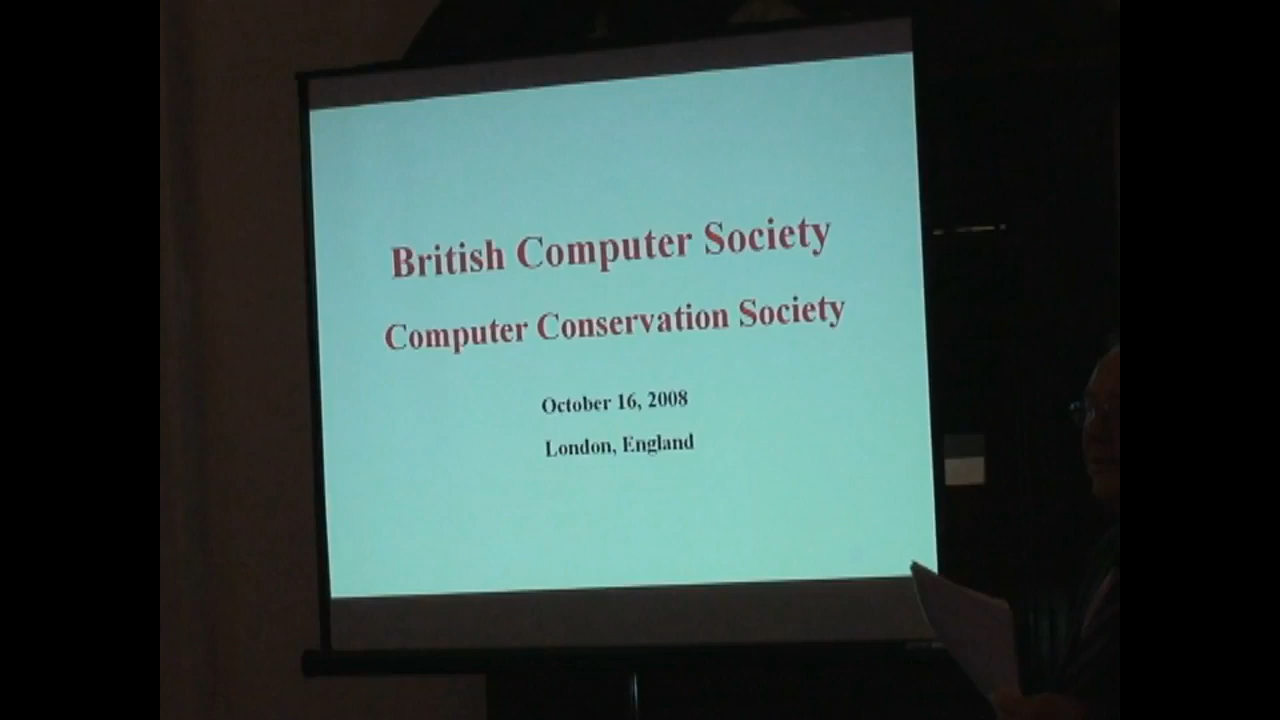 British Computer Society
Computer Conservation Society
October 16, 2008
London, England